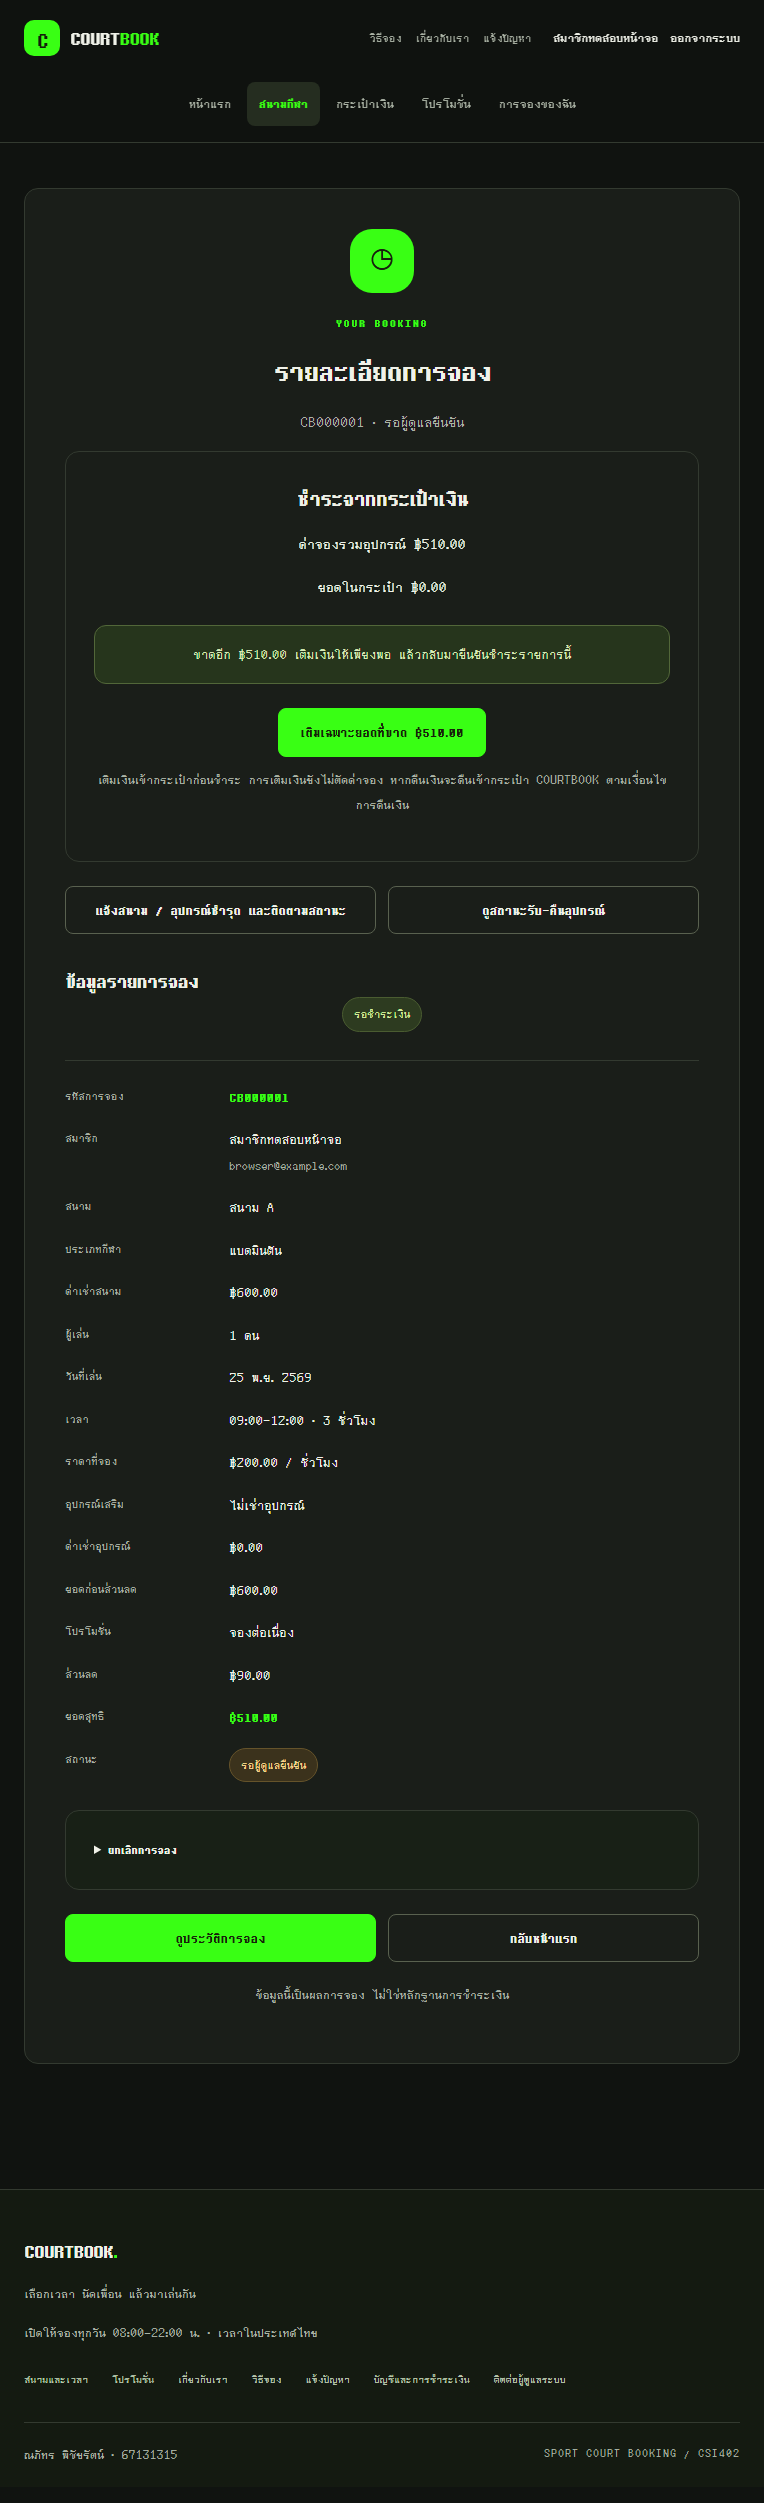 C COURTBOOK
วิธีจอง เกี่ยวกับเรา แจ้งปัญหา สมาชิกทดสอบหน้าจอ ออกจากระบบ
หน้าแรก สนามกีฬา กระเป๋าเงิน โปรโมชั่น การจองของฉัน
YOUR BOOKING
รายละเอียดการจอง
CB000001 · รอผู้ดูแลยืนยัน
ชำระจากกระเป๋าเงิน
ค่าจองรวมอุปกรณ์ ฿510.00
ยอดในกระเป๋า ฿0.00
ขาดอีก ฿510.00 เติมเงินให้เพียงพอ แล้วกลับมายืนยันชำระรายการนี้
เติมเฉพาะยอดที่ขาด ฿510.00
เติมเงินเข้ากระเป๋าก่อนชำระ การเติมเงินยังไม่ตัดค่าจอง หากคืนเงินจะคืนเข้ากระเป๋า COURTBOOK ตามเงื่อนไข
การคืนเงิน
แจ้งสนาม / อุปกรณ์ชำรุด และติดตามสถานะ
ดูสถานะรับ-คืนอุปกรณ์
ข้อมูลรายการจอง
รอชำระเงิน
รหัสการจอง CB000001
สมาชิก สมาชิกทดสอบหน้าจอ
browser@example.com
สนาม สนาม A
ประเภทกีฬา แบดมินตัน
ค่าเช่าสนาม ฿600.00
ผู้เล่น 1 คน
วันที่เล่น 25 พ.ย. 2569
เวลา 09:00-12:00 · 3 ชั่วโมง
ราคาที่จอง ฿200.00 / ชั่วโมง
อุปกรณ์เสริม ไม่เช่าอุปกรณ์
ค่าเช่าอุปกรณ์ ฿0.00
ยอดก่อนส่วนลด ฿600.00
โปรโมชั่น จองต่อเนื่อง
ส่วนลด ฿90.00
ยอดสุทธิ ฿510.00
สถานะ รอผู้ดูแลยืนยัน
ยกเลิกการจอง
ดูประวัติการจอง
กลับหน้าแรก
ข้อมูลนี้เป็นผลการจอง ไม่ใช่หลักฐานการชำระเงิน
COURTBOOK.
เลือกเวลา นัดเพื่อน แล้วมาเล่นกัน
เปิดให้จองทุกวัน 08:00-22:00 น. · เวลาในประเทศไทย
สนามและเวลา โปรโมชั่น เกี่ยวกับเรา วิธีจอง แจ้งปัญหา บัญชีและการชำระเงิน ติดต่อผู้ดูแลระบบ
ณภัทร พิชัยรัตน์ · 67131315
SPORT COURT BOOKING / CSI402